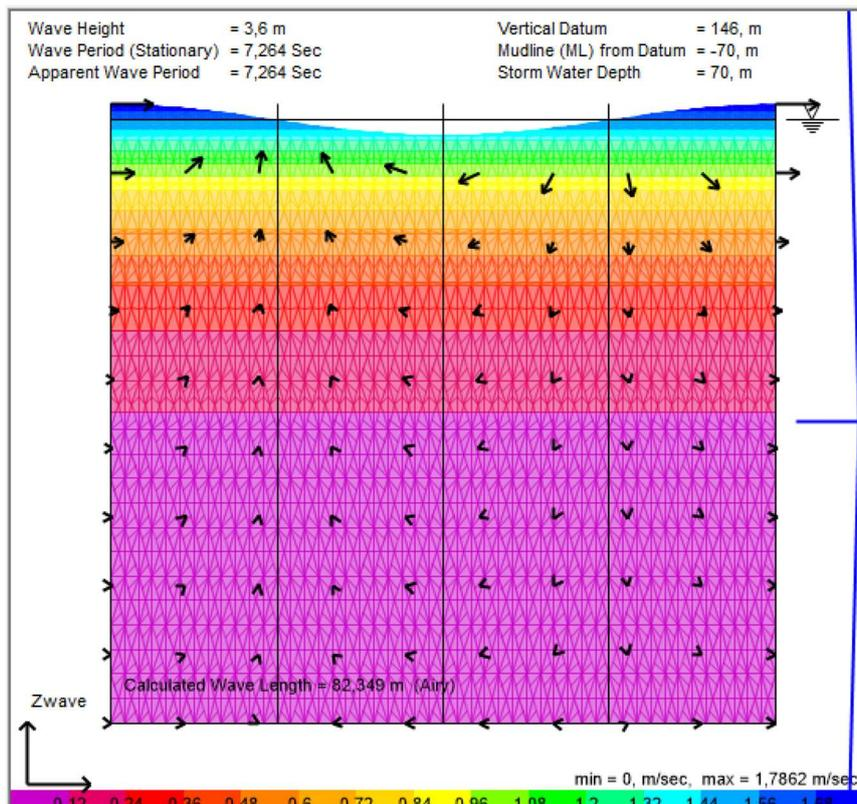 Wave Height = 3,6 m Vertical Datum = 146, m
Wave Period (Stationary) = 7,264 Sec Mudline (ML) from Datum = -70, m
Apparent Wave Period = 7,264 Sec Storm Water Depth = 70, m
Calculated Wave Length = 82,349 m (Airy)
Zwave
min = 0, m/sec, max = 1,7862 m/sec
0,12 0,24 0,36 0,48 0,6 0,72 0,84 0,96 1,08 1,2 1,32 1,44 1,56 1,68